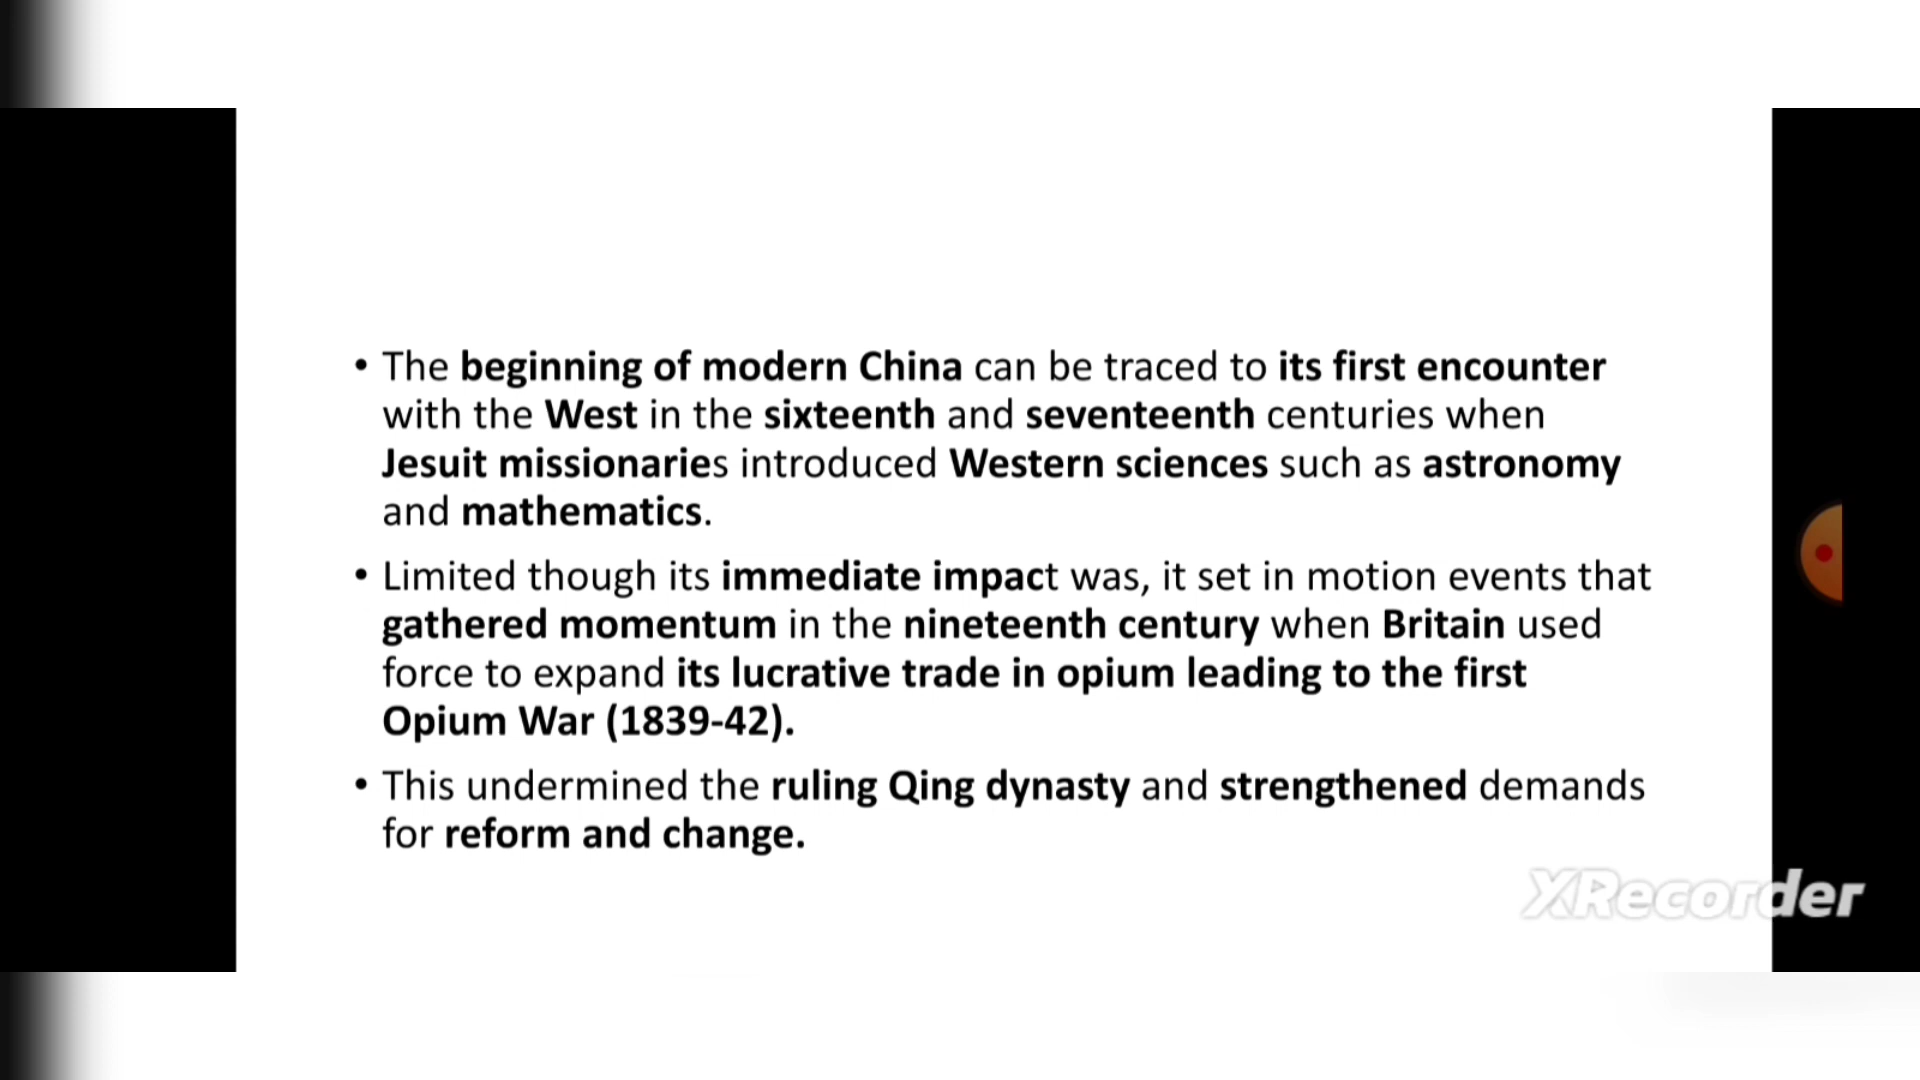 • The beginning of modern China can be traced to its first encounter
with the West in the sixteenth and seventeenth centuries when
Jesuit missionaries introduced Western sciences such as astronomy
and mathematics.
• Limited though its immediate impact was, it set in motion events that
gathered momentum in the nineteenth century when Britain used
force to expand its lucrative trade in opium leading to the first
Opium War (1839-42).
• This undermined the ruling Qing dynasty and strengthened demands
for reform and change.
XRecorder